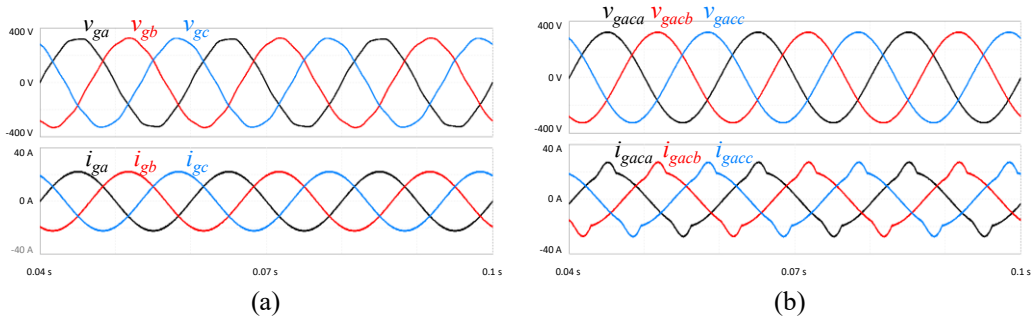 v_ga v_gb v_gc
400 V
0 V
-400 V
i_ga i_gb i_gc
40 A
0 A
-40 A
0.04 s 0.07 s 0.1 s
(a)
v_gaca v_gacb v_gacc
400 V
0 V
-400 V
i_gaca i_gacb i_gacc
40 A
0 A
-40 A
0.04 s 0.07 s 0.1 s
(b)